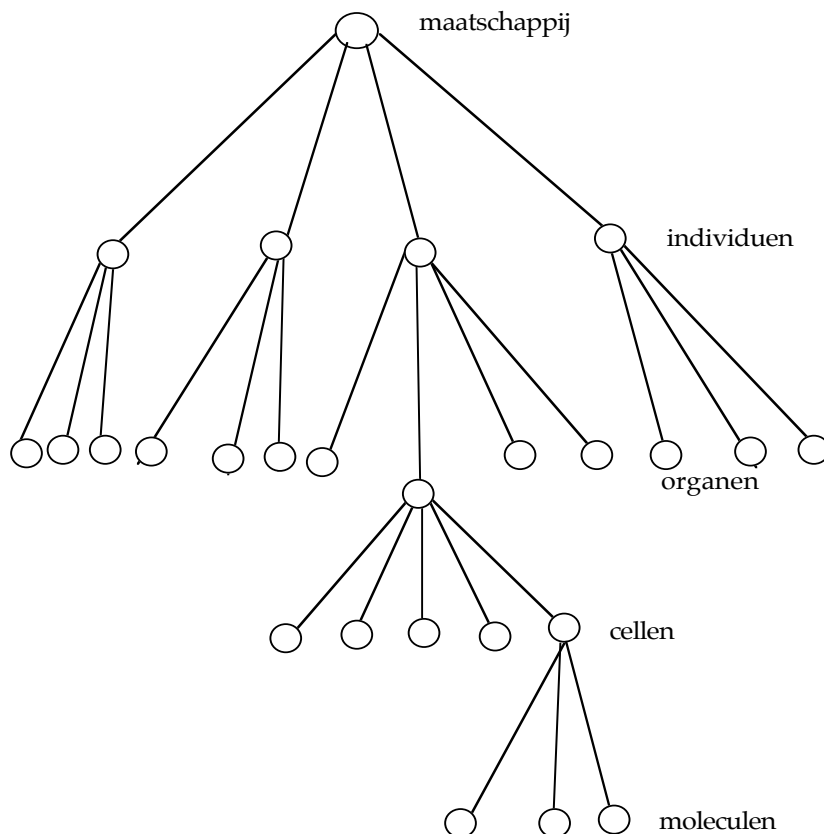 maatschappij
individuen
organen
cellen
moleculen